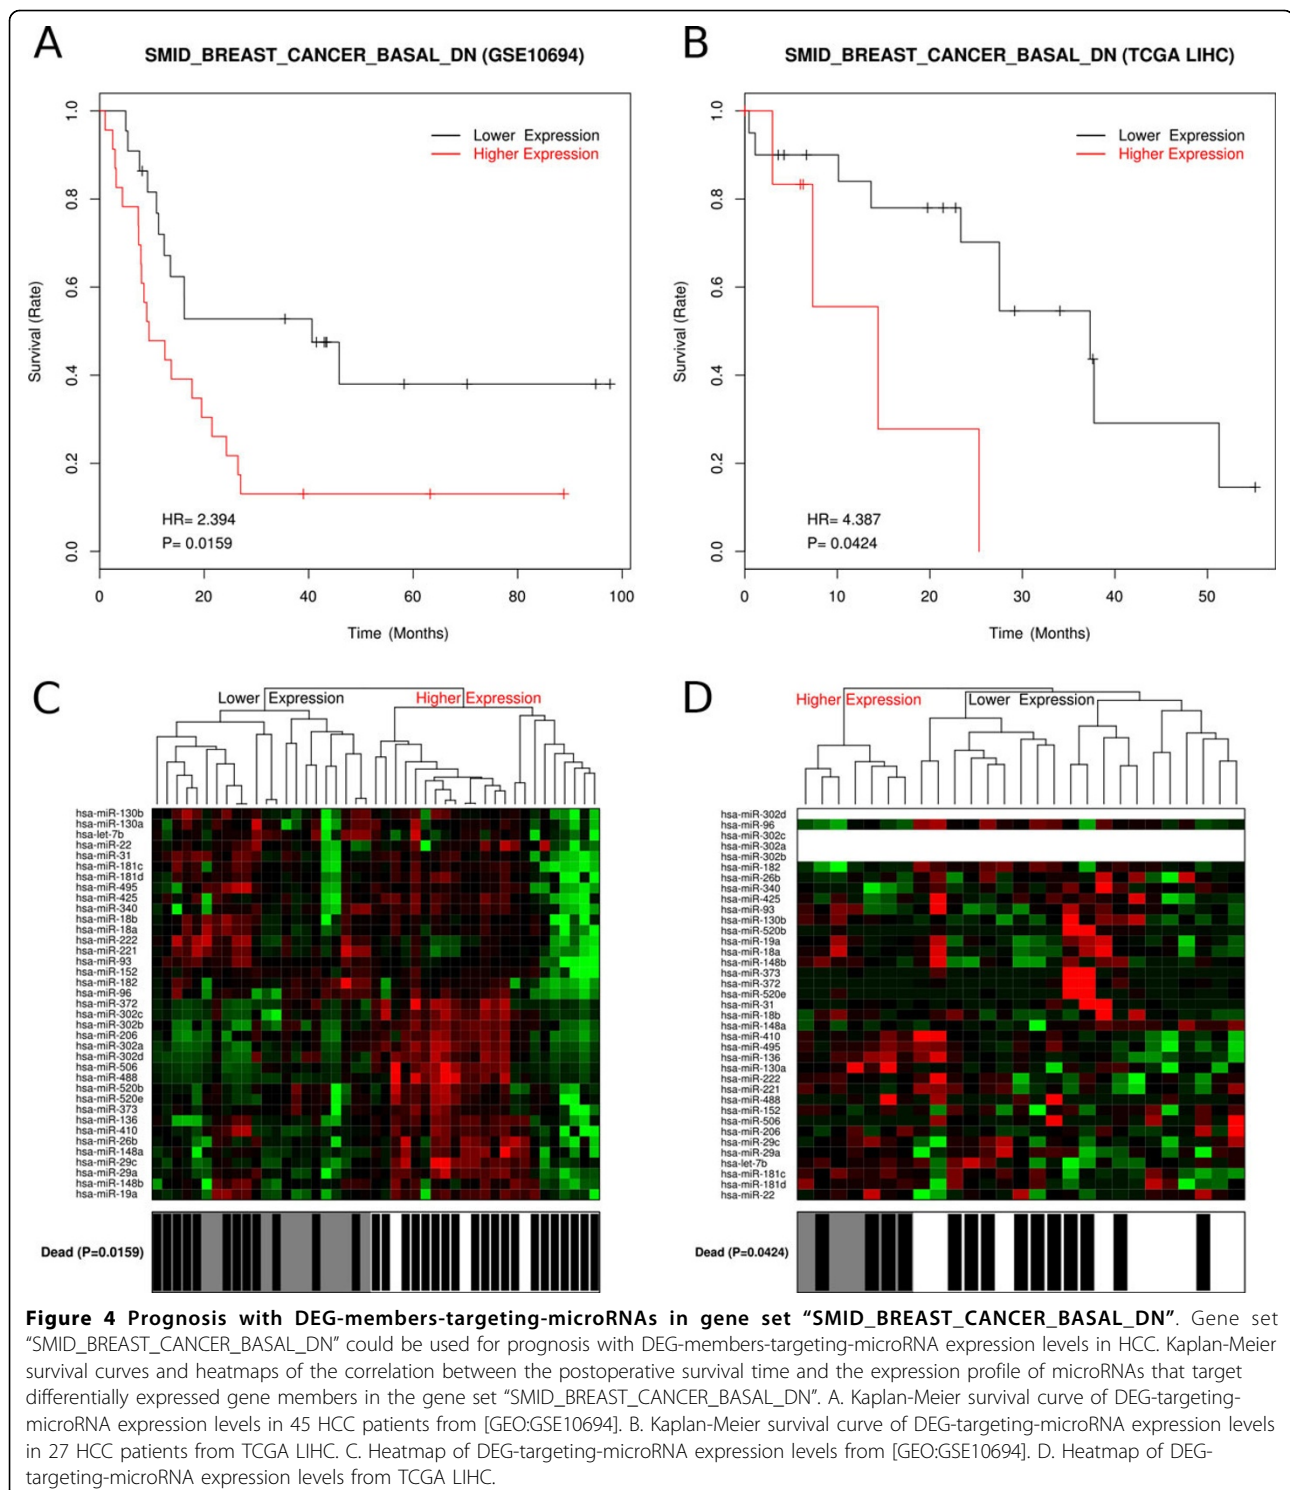 A
SMID_BREAST_CANCER_BASAL_DN (GSE10694)
Survival (Rate)
1.0
0.8
0.6
0.4
0.2
0.0
Lower Expression
Higher Expression
HR= 2.394
P= 0.0159
0 20 40 60 80 100
Time (Months)
B
SMID_BREAST_CANCER_BASAL_DN (TCGA LIHC)
Survival (Rate)
1.0
0.8
0.6
0.4
0.2
0.0
Lower Expression
Higher Expression
HR= 4.387
P= 0.0424
0 10 20 30 40 50
Time (Months)
C
Lower Expression Higher Expression
hsa-miR-130b
hsa-miR-130a
hsa-let-7b
hsa-miR-22
hsa-miR-31
hsa-miR-181c
hsa-miR-181d
hsa-miR-495
hsa-miR-425
hsa-miR-340
hsa-miR-18b
hsa-miR-18a
hsa-miR-222
hsa-miR-221
hsa-miR-93
hsa-miR-152
hsa-miR-182
hsa-miR-96
hsa-miR-372
hsa-miR-302c
hsa-miR-302b
hsa-miR-206
hsa-miR-302a
hsa-miR-302d
hsa-miR-506
hsa-miR-488
hsa-miR-520b
hsa-miR-520e
hsa-miR-373
hsa-miR-136
hsa-miR-410
hsa-miR-26b
hsa-miR-148a
hsa-miR-29c
hsa-miR-29a
hsa-miR-148b
hsa-miR-19a
Dead (P=0.0159)
D
Higher Expression Lower Expression
hsa-miR-302d
hsa-miR-96
hsa-miR-302c
hsa-miR-302a
hsa-miR-302b
hsa-miR-182
hsa-miR-26b
hsa-miR-340
hsa-miR-425
hsa-miR-93
hsa-miR-130b
hsa-miR-520b
hsa-miR-19a
hsa-miR-18a
hsa-miR-148b
hsa-miR-373
hsa-miR-372
hsa-miR-520e
hsa-miR-31
hsa-miR-18b
hsa-miR-148a
hsa-miR-410
hsa-miR-495
hsa-miR-136
hsa-miR-130a
hsa-miR-222
hsa-miR-221
hsa-miR-488
hsa-miR-152
hsa-miR-506
hsa-miR-206
hsa-miR-29c
hsa-miR-29a
hsa-let-7b
hsa-miR-181c
hsa-miR-181d
hsa-miR-22
Dead (P=0.0424)
Figure 4 Prognosis with DEG-members-targeting-microRNAs in gene set “SMID_BREAST_CANCER_BASAL_DN”. Gene set
“SMID_BREAST_CANCER_BASAL_DN” could be used for prognosis with DEG-members-targeting-microRNA expression levels in HCC. Kaplan-Meier
survival curves and heatmaps of the correlation between the postoperative survival time and the expression profile of microRNAs that target
differentially expressed gene members in the gene set “SMID_BREAST_CANCER_BASAL_DN”. A. Kaplan-Meier survival curve of DEG-targeting-
microRNA expression levels in 45 HCC patients from [GEO:GSE10694]. B. Kaplan-Meier survival curve of DEG-targeting-microRNA expression levels
in 27 HCC patients from TCGA LIHC. C. Heatmap of DEG-targeting-microRNA expression levels from [GEO:GSE10694]. D. Heatmap of DEG-
targeting-microRNA expression levels from TCGA LIHC.